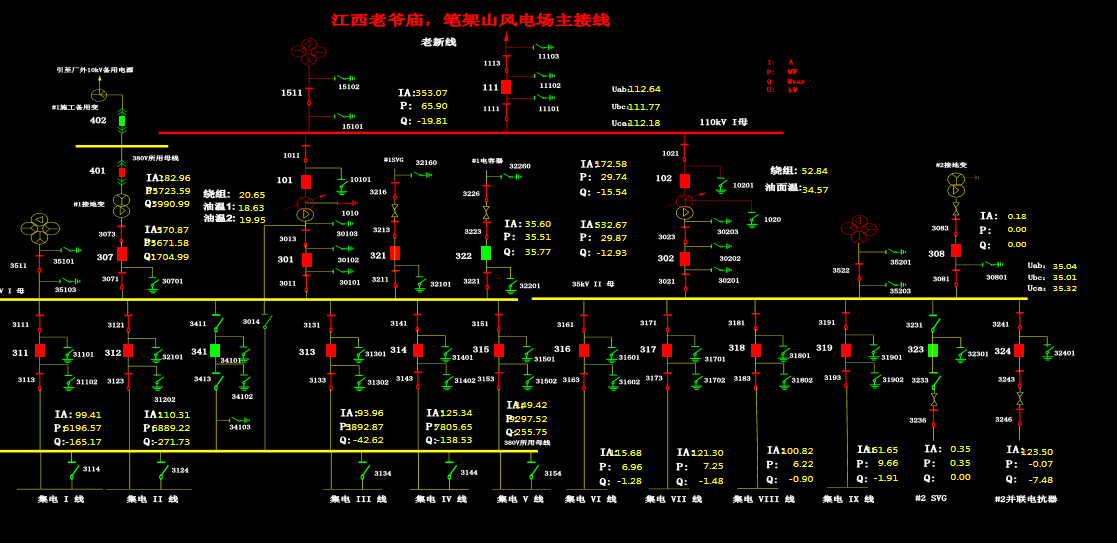 江西老爷庙，笔架山风电场主接线
老新线
11103
1113
引至厂外10kV备用电源
I: A
P: MW
Q: Mvar
U: kW
1511
15102
IA:353.07
P: 65.90
Q: -19.81
111
11102
Uab:112.64
Ubc:111.77
Uca:112.18
#1施工备用变
402
15101
1111
11101
110kV I母
380V所用母线
401
1011
#1SVG
32160
#1电容器
32260
1021
#2接地变
IA:182.96
P:3723.59
Q:3990.99
绕组: 20.65
油温1: 18.63
油温2: 19.95
101
10101
3216
3226
IA:172.58
P: 29.74
Q: -15.54
102
10201
绕组: 52.84
油面温:34.57
#1接地变
1010
1020
IA:370.87
P:3671.58
Q:1704.99
3073
307
3071
30701
30103
3013
301
30102
3011
30101
3213
321
3211
32101
3223
322
3221
32201
IA: 35.60
P: 35.51
Q: 35.77
IA:532.67
P: 29.87
Q: -12.93
30203
3023
302
30202
3021
30201
IA: 0.18
P: 0.00
Q: 0.00
3083
308
3081
30801
3511
35101
35103
3522
35201
35203
Uab: 35.04
Ubc: 35.01
Uca: 35.32
V I 母
35kV II 母
3111
3121
3411
3014
3131
3141
3151
3161
3171
3181
3191
3231
3241
311
31101
312
32101
341
34101
313
31301
314
31401
315
31501
316
31601
317
31701
318
31801
319
31901
323
32301
324
32401
3113
31102
3123
31202
3413
34102
3133
31302
3143
31402
3153
31502
3163
31602
3173
31702
3183
31802
3193
31902
3233
3243
34103
3236
3246
IA: 99.41
P:6196.57
Q:-165.17
IA:110.31
P:6889.22
Q:-271.73
IA:93.96
P:3892.87
Q: -42.62
IA:125.34
P:7805.65
Q:-138.53
IA:149.42
P:9297.52
Q:-255.75
380V所用母线
IA:115.68
P: 6.96
Q: -1.28
IA:121.30
P: 7.25
Q: -1.48
IA:100.82
P: 6.22
Q: -0.90
IA:161.65
P: 9.66
Q: -1.91
IA: 0.35
P: 0.35
Q: 0.00
IA:123.50
P: -0.07
Q: -7.48
3114
3124
3134
3144
3154
集电 I 线
集电 II 线
集电 III 线
集电 IV 线
集电 V 线
集电 VI 线
集电 VII 线
集电 VIII 线
集电 IX 线
#2 SVG
#2并联电抗器